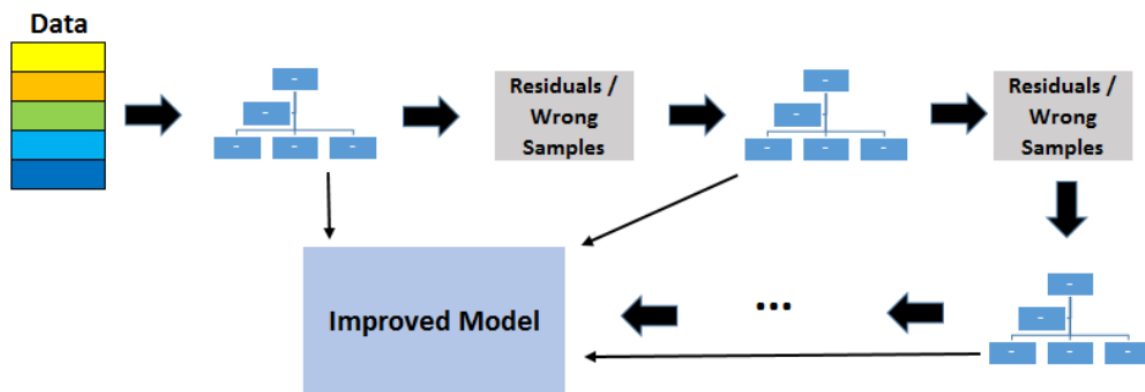 Data
-
-
- - -
Residuals /
Wrong
Samples
-
-
- - -
Residuals /
Wrong
Samples
Improved Model
...
-
-
- - -